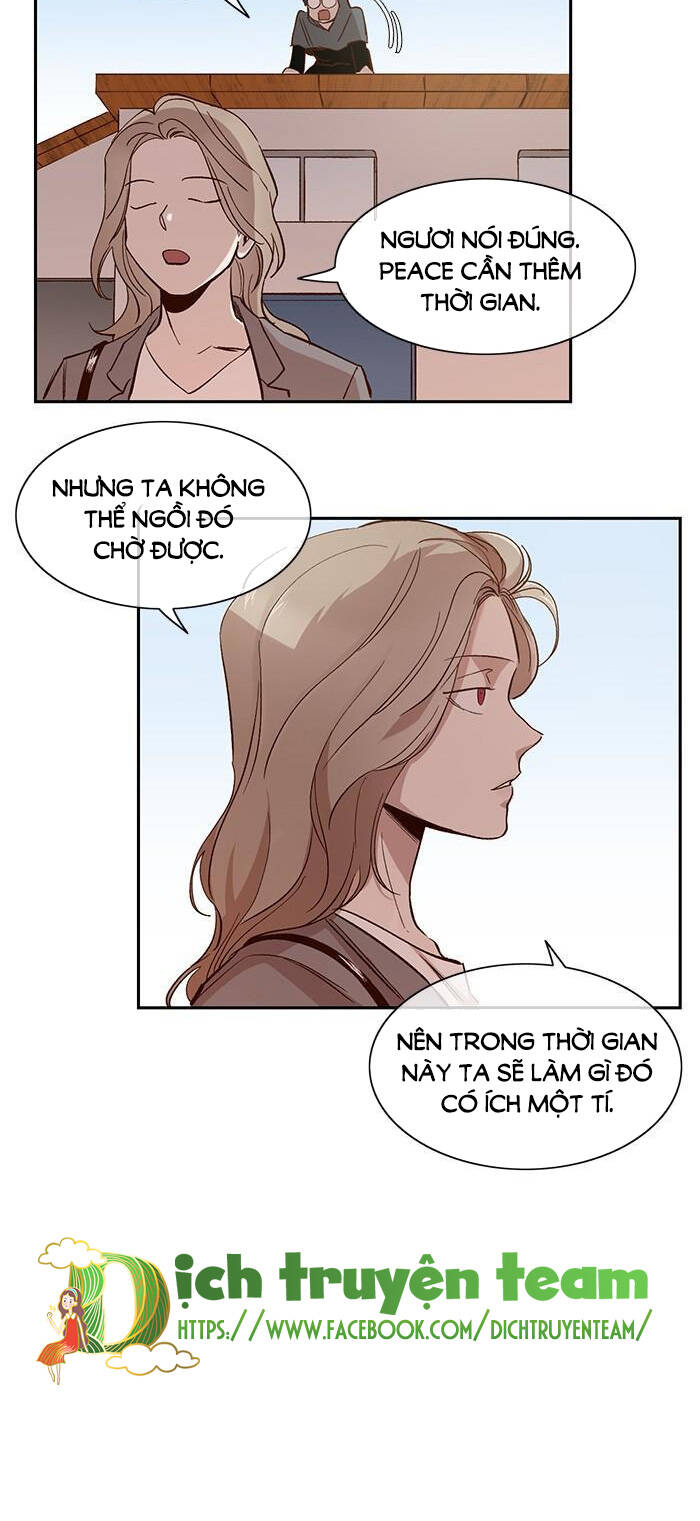 NGƯƠI NÓI ĐÚNG.
PEACE CẦN THÊM
THỜI GIAN.
NHƯNG TA KHÔNG
THỂ NGỒI ĐÓ
CHỜ ĐƯỢC.
NÊN TRONG THỜI GIAN
NÀY TA SẼ LÀM GÌ ĐÓ
CÓ ÍCH MỘT TÍ.
Dịch truyện team
HTTPS://WWW.FACEBOOK.COM/DICHTRUYENTEAM/